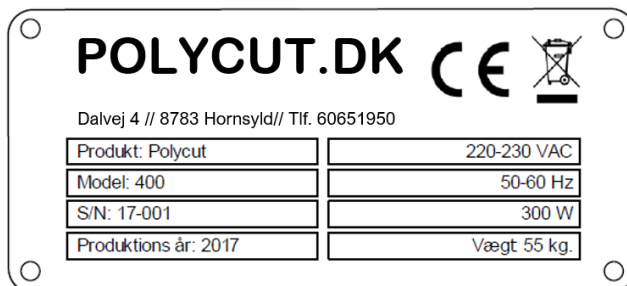 POLYCUT.DK CE
Dalvej 4 // 8783 Hornsyld// Tlf. 60651950
Produkt: Polycut 220-230 VAC
Model: 400 50-60 Hz
S/N: 17-001 300 W
Produktions år: 2017 Vægt 55 kg.